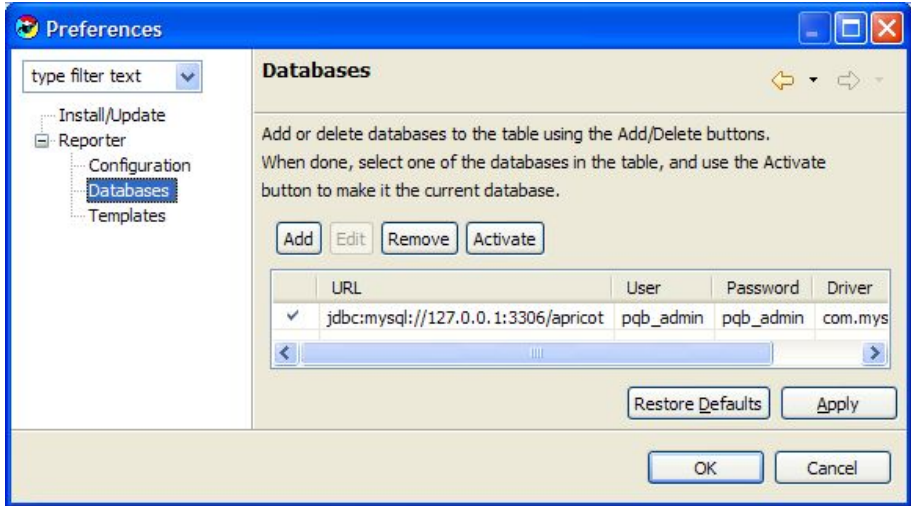 Preferences
type filter text
Install/Update
Reporter
Configuration
Databases
Templates
Databases
Add or delete databases to the table using the Add/Delete buttons.
When done, select one of the databases in the table, and use the Activate
button to make it the current database.
Add Edit Remove Activate
URL User Password Driver
jdbc:mysql://127.0.0.1:3306/apricot pqb_admin pqb_admin com.mys
Restore Defaults Apply
OK Cancel